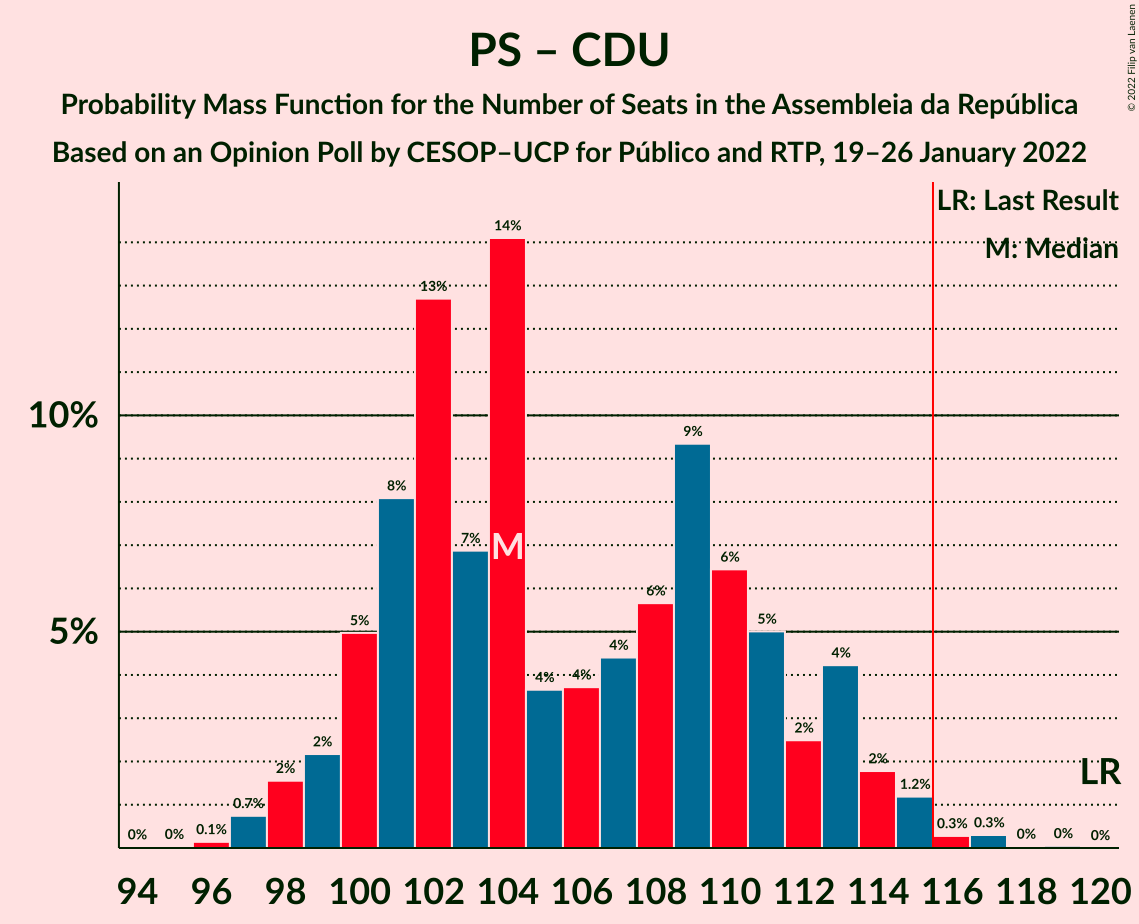 PS – CDU
Probability Mass Function for the Number of Seats in the Assembleia da República
Based on an Opinion Poll by CESOP–UCP for Público and RTP, 19–26 January 2022
© 2022 Filip van Laenen
LR: Last Result
M: Median
10%
5%
0% 0% 0.1% 0.7% 2% 2% 5% 8% 13% 7% 14% 4% 4% 4% 6% 9% 6% 5% 2% 4% 2% 1.2% 0.3% 0.3% 0% 0% 0%
M
LR
94 96 98 100 102 104 106 108 110 112 114 116 118 120